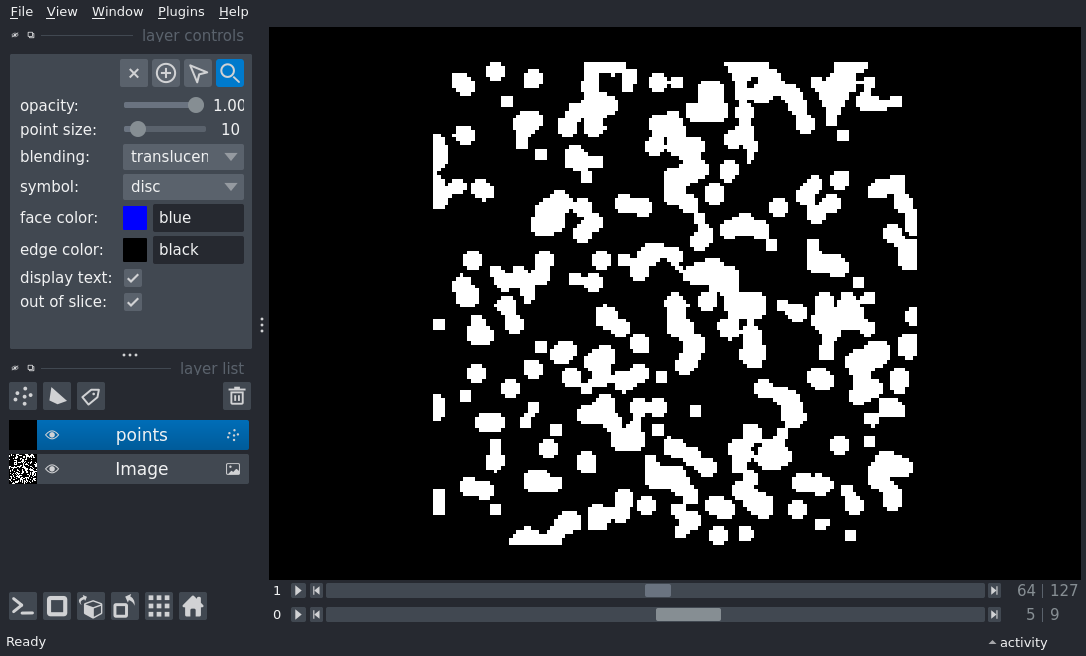 File View Window Plugins Help
layer controls
opacity: 1.00
point size: 10
blending: translucen
symbol: disc
face color: blue
edge color: black
display text:
out of slice:
layer list
points
Image
1 64 127
0 5 9
Ready activity